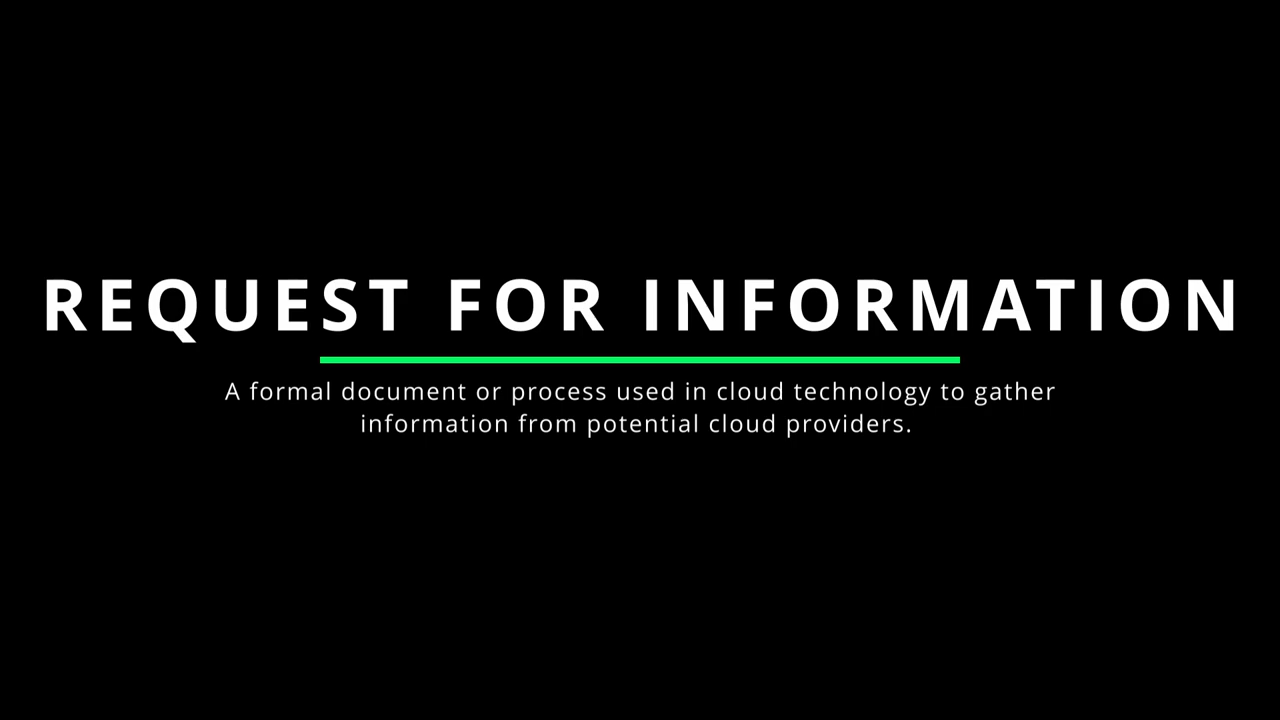 REQUEST FOR INFORMATION
A formal document or process used in cloud technology to gather
information from potential cloud providers.